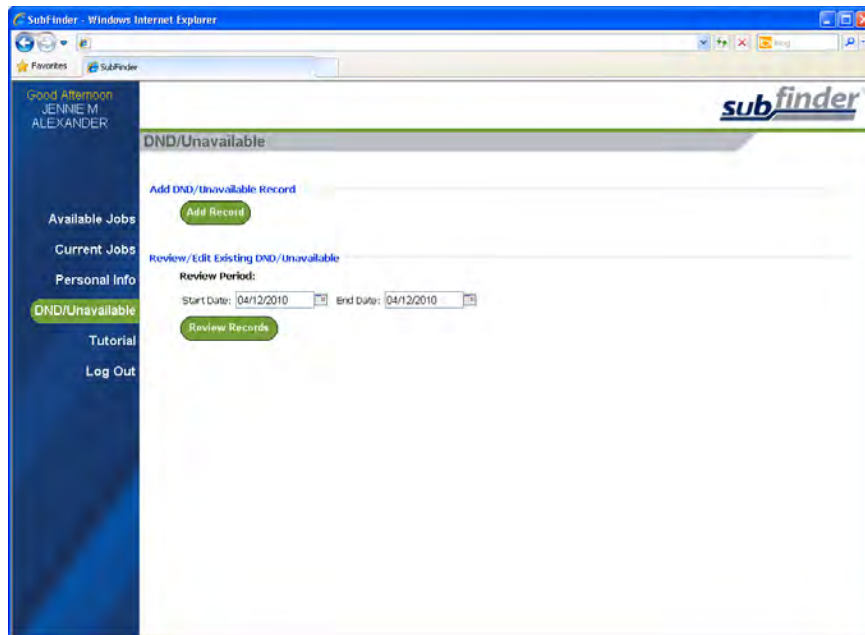 SubFinder - Windows Internet Explorer
Bing
Favorites SubFinder
Good Afternoon
JENNIE M
ALEXANDER
subfinder
DND/Unavailable
Add DND/Unavailable Record
Add Record
Available Jobs
Current Jobs
Review/Edit Existing DND/Unavailable
Personal Info
Review Period:
Start Date: 04/12/2010 End Date: 04/12/2010
DND/Unavailable
Review Records
Tutorial
Log Out